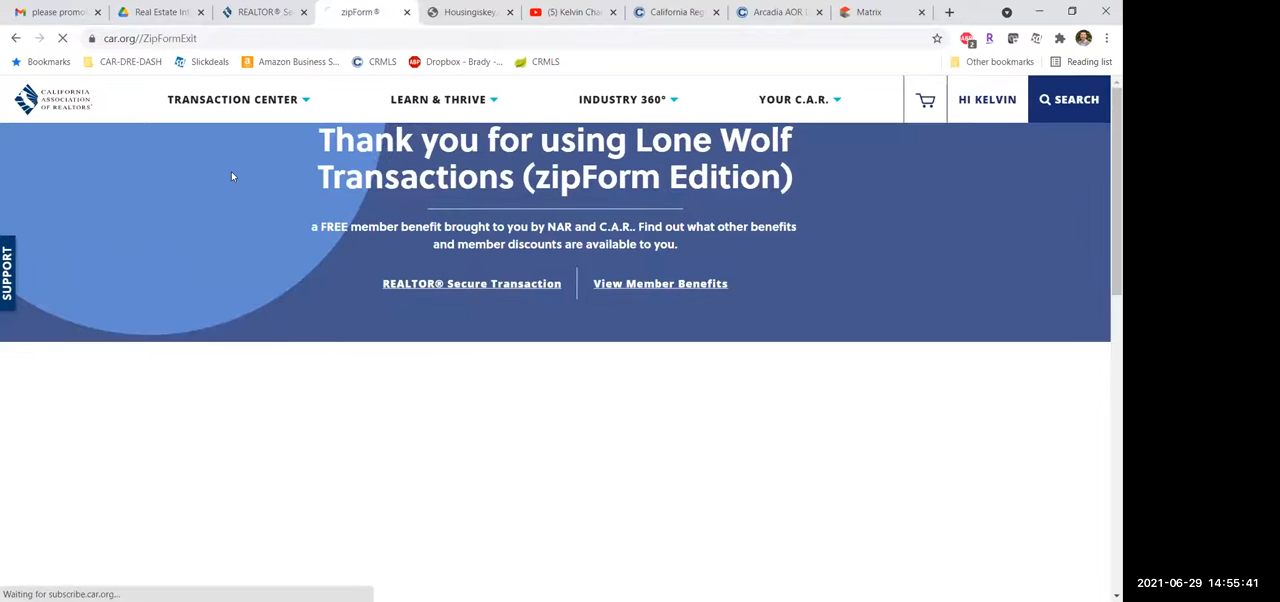 please promo
Real Estate In
REALTOR® Se
zipForm®
Housingiskey.
(5) Kelvin Cha
California Reg
Arcadia AOR
Matrix
car.org//ZipFormExit
2
Bookmarks
CAR-DRE-DASH
Slickdeals
Amazon Business S...
CRMLS
Dropbox - Brady -...
CRMLS
Other bookmarks
Reading list
CALIFORNIA
ASSOCIATION
OF REALTORS®
TRANSACTION CENTER
LEARN & THRIVE
INDUSTRY 360°
YOUR C.A.R.
HI KELVIN
SEARCH
Thank you for using Lone Wolf
Transactions (zipForm Edition)
a FREE member benefit brought to you by NAR and C.A.R.. Find out what other benefits
and member discounts are available to you.
REALTOR® Secure Transaction
View Member Benefits
SUPPORT
2021-06-29 14:55:41
Waiting for subscribe.car.org...